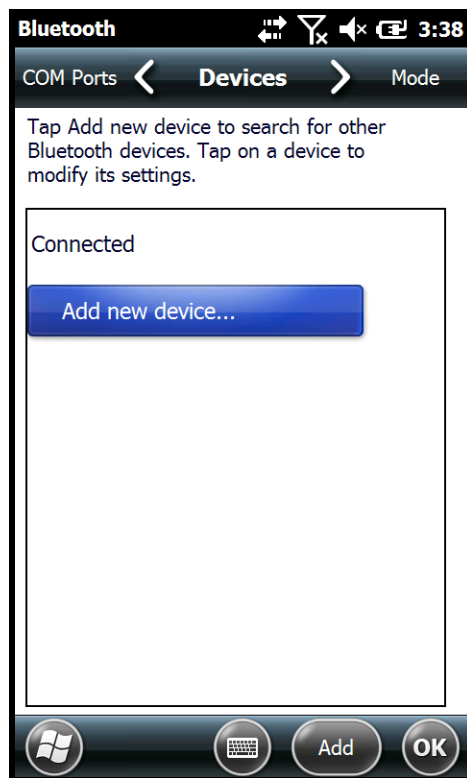 Bluetooth 3:38
COM Ports Devices Mode
Tap Add new device to search for other
Bluetooth devices. Tap on a device to
modify its settings.
Connected
Add new device...
Add OK